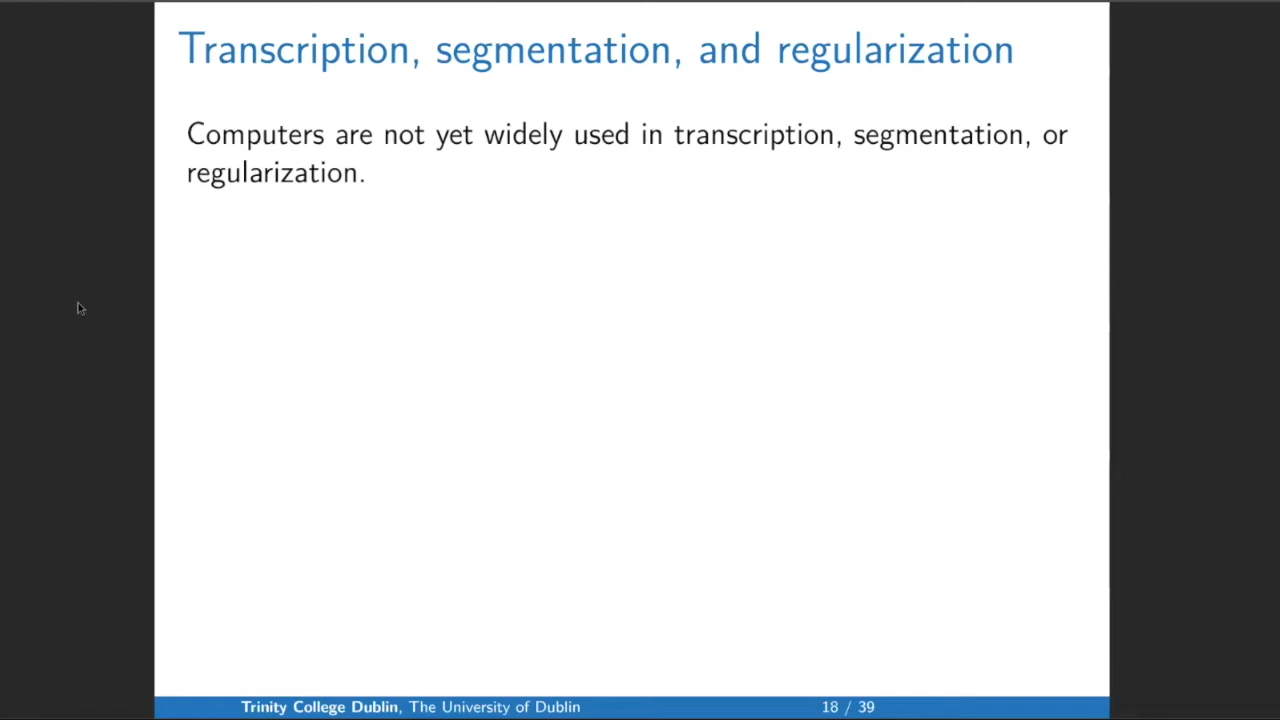 Transcription, segmentation, and regularization
Computers are not yet widely used in transcription, segmentation, or
regularization.
Trinity College Dublin, The University of Dublin
18 / 39